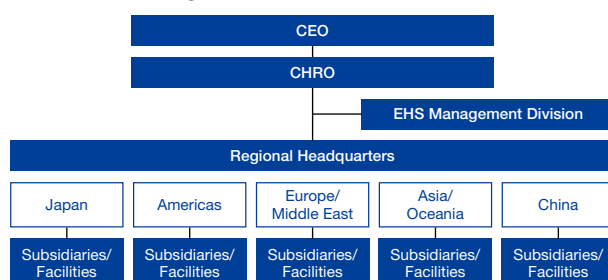 CEO
CHRO
EHS Management Division
Regional Headquarters
Japan
Americas
Europe/
Middle East
Asia/
Oceania
China
Subsidiaries/
Facilities
Subsidiaries/
Facilities
Subsidiaries/
Facilities
Subsidiaries/
Facilities
Subsidiaries/
Facilities